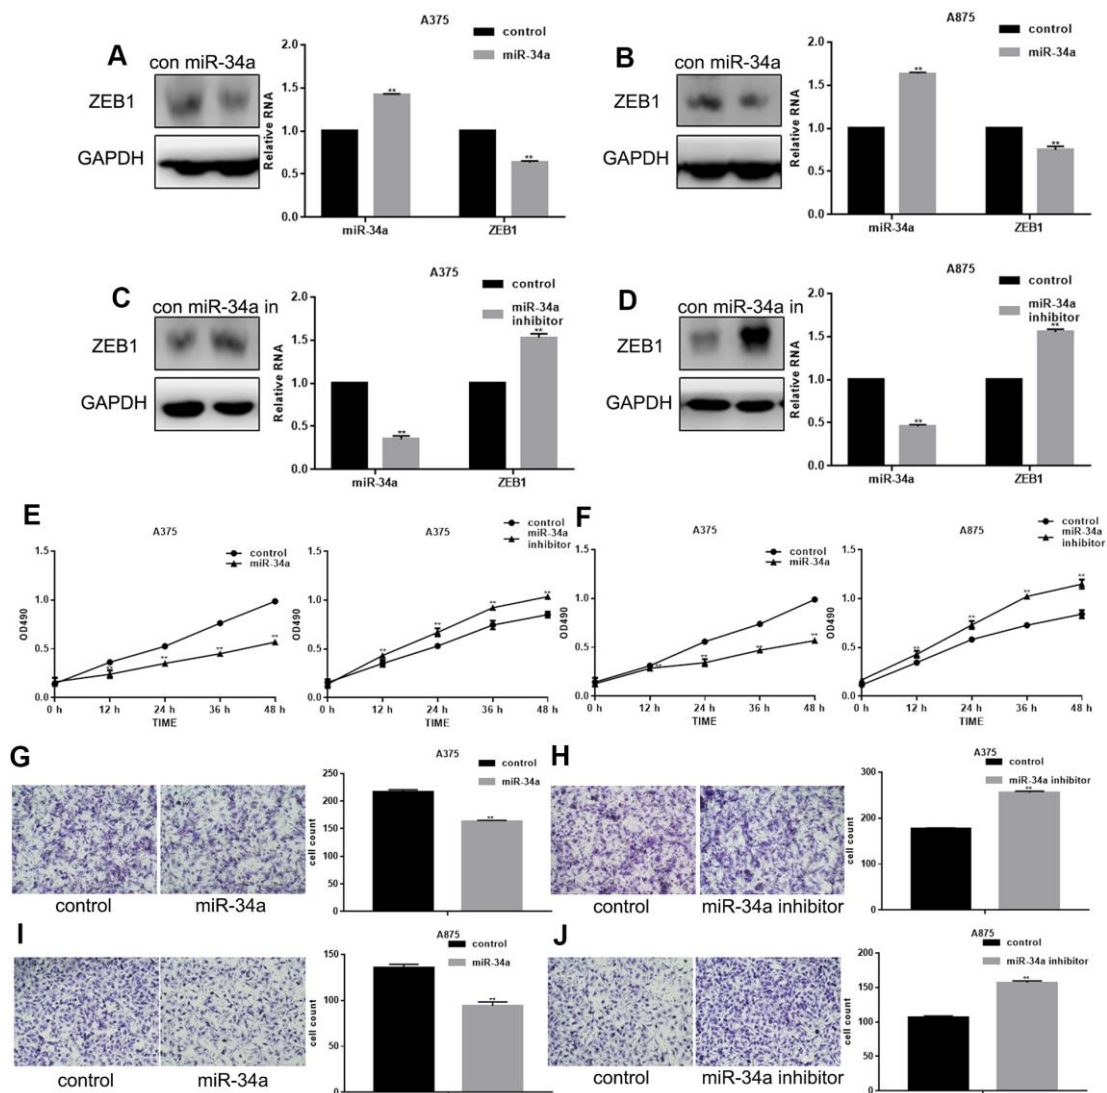 A
con miR-34a
ZEB1
GAPDH
A375
control
miR-34a
Relative RNA
2.0
1.5
1.0
0.5
0.0
miR-34a
ZEB1
**
**
B
con miR-34a
ZEB1
GAPDH
A875
control
miR-34a
Relative RNA
2.0
1.5
1.0
0.5
0.0
miR-34a
ZEB1
**
**
C
con miR-34a in
ZEB1
GAPDH
A375
control
miR-34a
inhibitor
Relative RNA
2.0
1.5
1.0
0.5
0.0
miR-34a
ZEB1
**
**
D
con miR-34a in
ZEB1
GAPDH
A875
control
miR-34a
inhibitor
Relative RNA
2.0
1.5
1.0
0.5
0.0
miR-34a
ZEB1
**
**
E
A375
control
miR-34a
OD490
1.5
1.0
0.5
0.0
0 h 12 h 24 h 36 h 48 h
TIME
** ** ** **
A375
control
miR-34a
inhibitor
OD490
1.5
1.0
0.5
0.0
0 h 12 h 24 h 36 h 48 h
TIME
** ** ** **
F
A375
control
miR-34a
OD490
1.5
1.0
0.5
0.0
0 h 12 h 24 h 36 h 48 h
TIME
** ** ** **
A875
control
miR-34a
inhibitor
OD490
1.5
1.0
0.5
0.0
0 h 12 h 24 h 36 h 48 h
TIME
** ** ** **
G
control
miR-34a
A375
control
miR-34a
cell count
250
200
150
100
50
0
**
H
control
miR-34a inhibitor
A375
control
miR-34a inhibitor
cell count
300
200
100
0
**
I
control
miR-34a
A875
control
miR-34a
cell count
150
100
50
0
**
J
control
miR-34a inhibitor
A875
control
miR-34a inhibitor
cell count
200
150
100
50
0
**